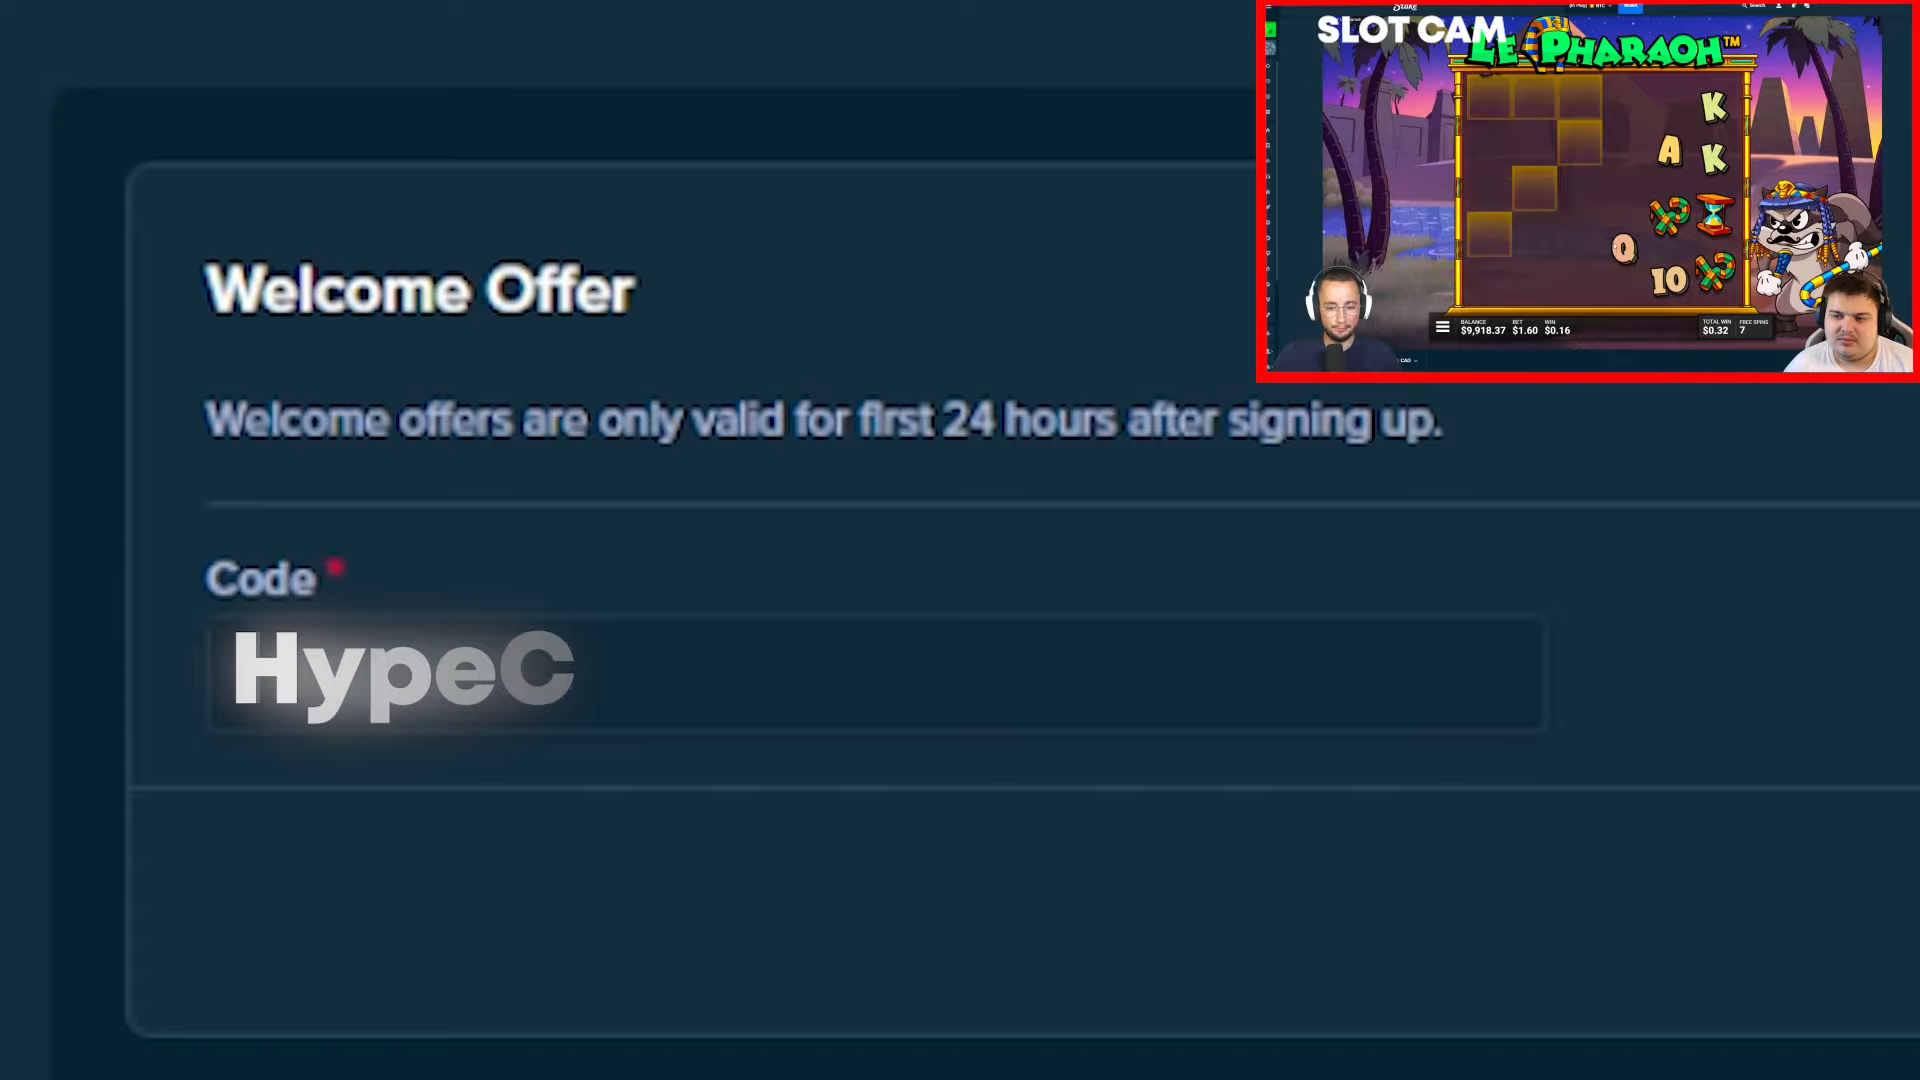 Stake
SLOT CAM
LE PHARAOH™
K
A
K
Q
10
BALANCE
$9,918.37
BET
$1.60
WIN
$0.16
TOTAL WIN
$0.32
FREE SPINS
7
CAD
Welcome Offer
Welcome offers are only valid for first 24 hours after signing up.
Code *
HypeC